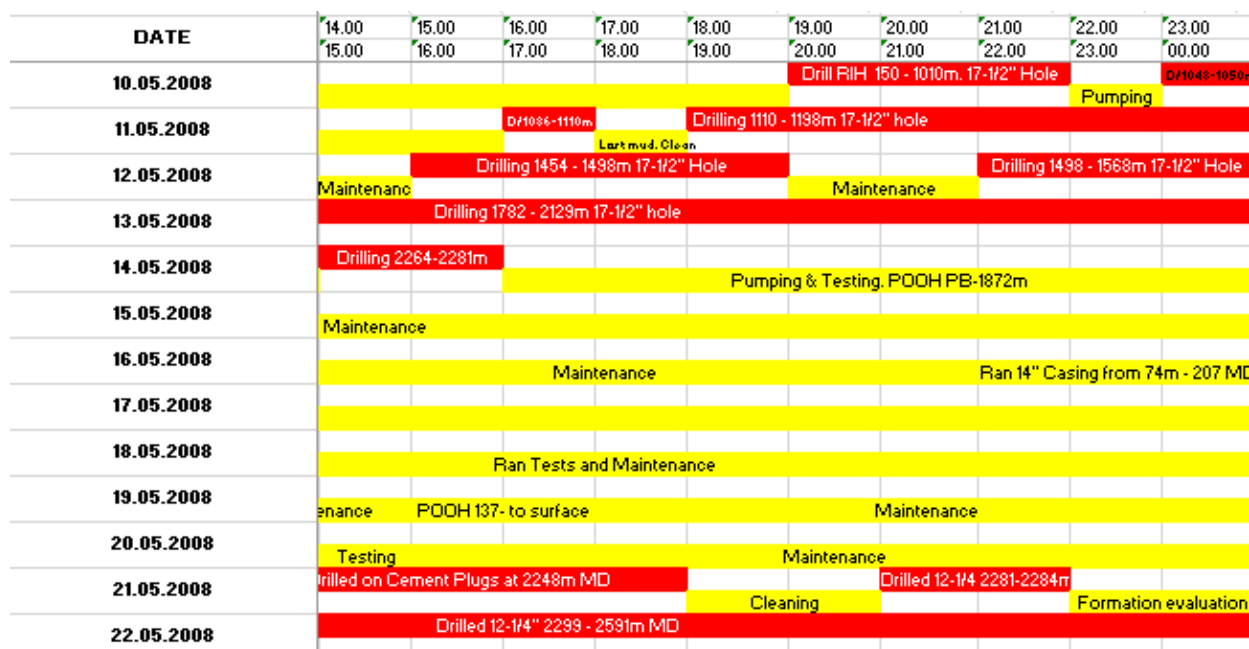 DATE
14.00 15.00 16.00 17.00 18.00 19.00 20.00 21.00 22.00 23.00
15.00 16.00 17.00 18.00 19.00 20.00 21.00 22.00 23.00 00.00
10.05.2008
Drill RIH 150 - 1010m. 17-1/2" Hole D/1048-1050m
Pumping
11.05.2008
D/1086-1110m Drilling 1110 - 1198m 17-1/2" hole
Last mud. Clean
12.05.2008
Drilling 1454 - 1498m 17-1/2" Hole Drilling 1498 - 1568m 17-1/2" Hole
Maintenanc Maintenance
13.05.2008
Drilling 1782 - 2129m 17-1/2" hole
14.05.2008
Drilling 2264-2281m
Pumping & Testing. POOH PB-1872m
15.05.2008
Maintenance
16.05.2008
Maintenance Ran 14" Casing from 74m - 207 MD
17.05.2008
18.05.2008
Ran Tests and Maintenance
19.05.2008
enance POOH 137- to surface Maintenance
20.05.2008
Testing Maintenance
21.05.2008
rilled on Cement Plugs at 2248m MD Drilled 12-1/4 2281-2284m
Cleaning Formation evaluation
22.05.2008
Drilled 12-1/4" 2299 - 2591m MD